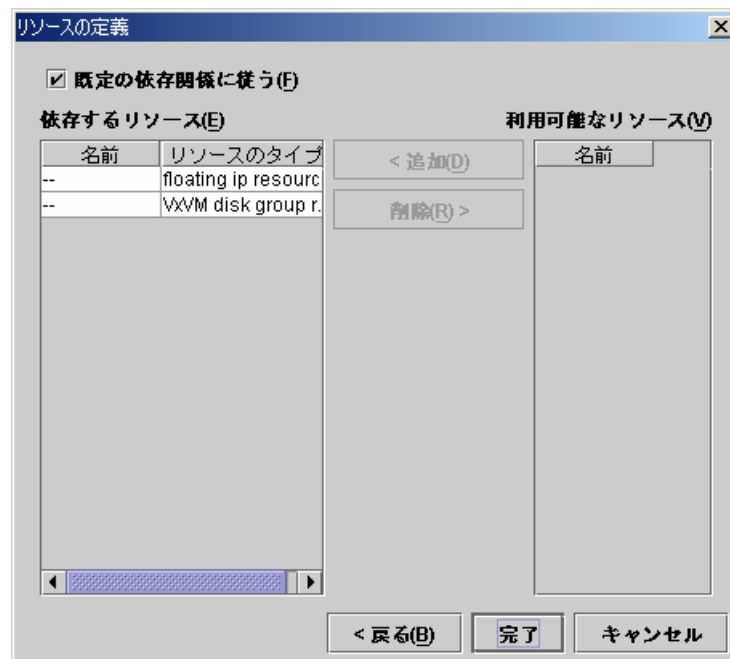 リソースの定義
既定の依存関係に従う(F)
依存するリソース(E)
利用可能なリソース(V)
名前 リソースのタイプ
-- floating ip resourc
-- VxVM disk group r.
< 追加(D)
削除(R) >
名前
< 戻る(B)
完了
キャンセル